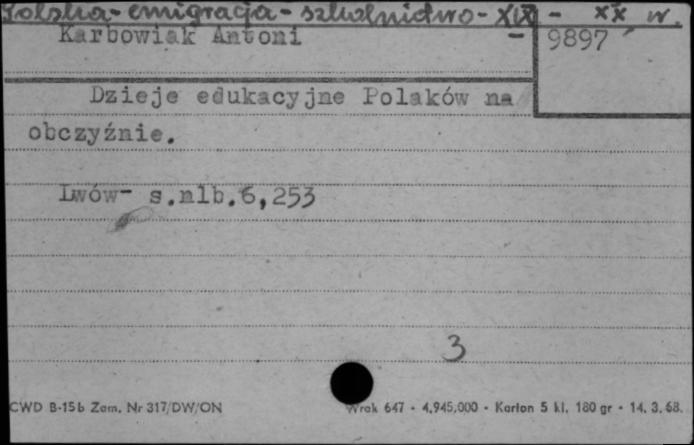 Polska - emigracja - szkolnictwo - XIX - XX w.
Karbowiak Antoni - 9897
Dzieje edukacyjne Polaków na
obczyźnie.
Lwów- s.nlb.6,253
3
CWD B-15b Zam. Nr 317/DW/ON Wrak 647 - 4,945,000 - Karton 5 kl. 180 gr - 14. 3. 68.